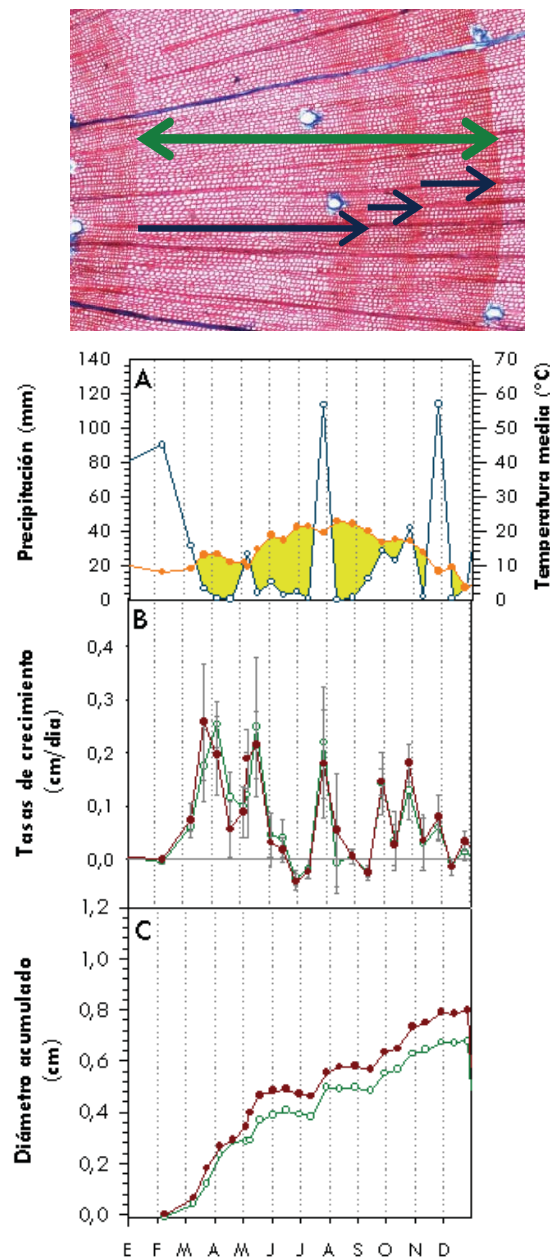 A
Precipitación (mm)
140
120
100
80
60
40
20
0
Temperatura media (°C)
70
60
50
40
30
20
10
0
B
Tasas de crecimiento
(cm/dia)
0,4
0,3
0,2
0,1
0,0
C
Diámetro acumulado
(cm)
1,2
1,0
0,8
0,6
0,4
0,2
0,0
E F M A M J J A S O N D